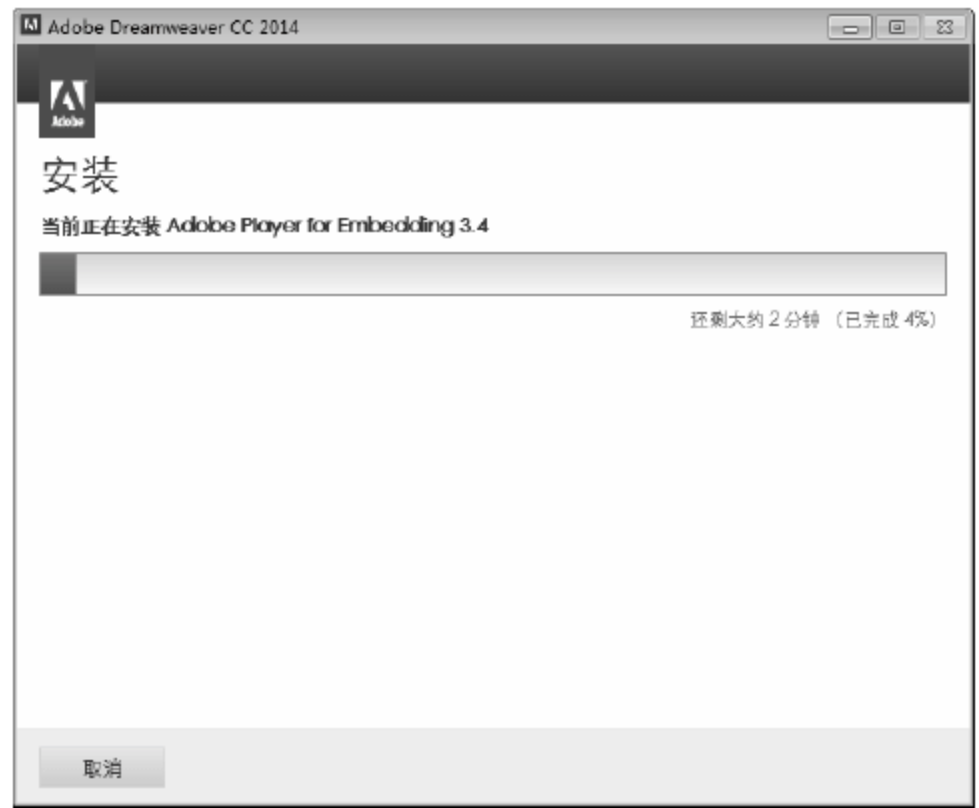 Adobe Dreamweaver CC 2014
Adobe
安装
当前正在安装 Adobe Player for Embedding 3.4
还剩大约 2 分钟 （已完成 4%）
取消